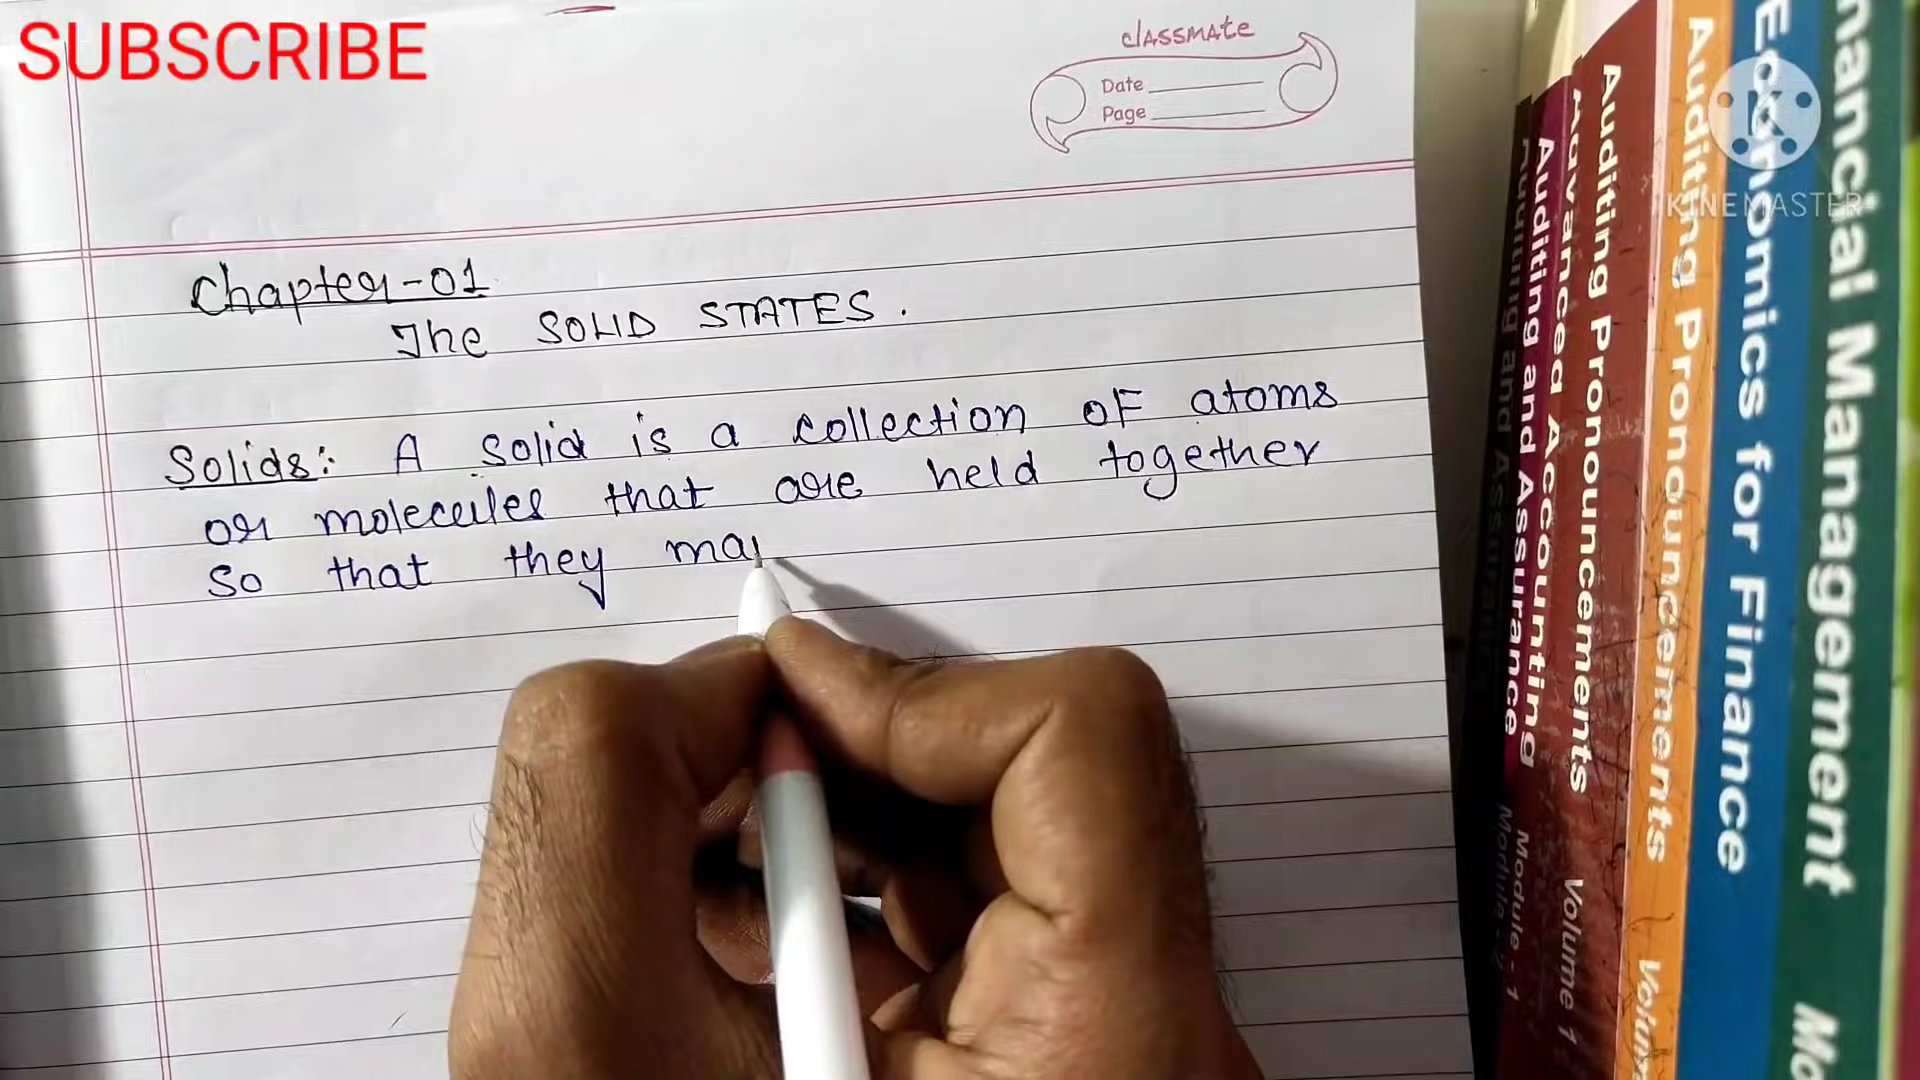 SUBSCRIBE
classmate
Date
Page
Chapter-01
The SOLID STATES.
Solids: A solid is a collection of atoms
or molecules that are held together
So that they ma
Auditing and Assurance
Module - 1
Advanced Accounting
Auditing Pronouncements
Volume 1
Auditing Pronouncements
Economics for Finance
nancial Management
KINEMASTER